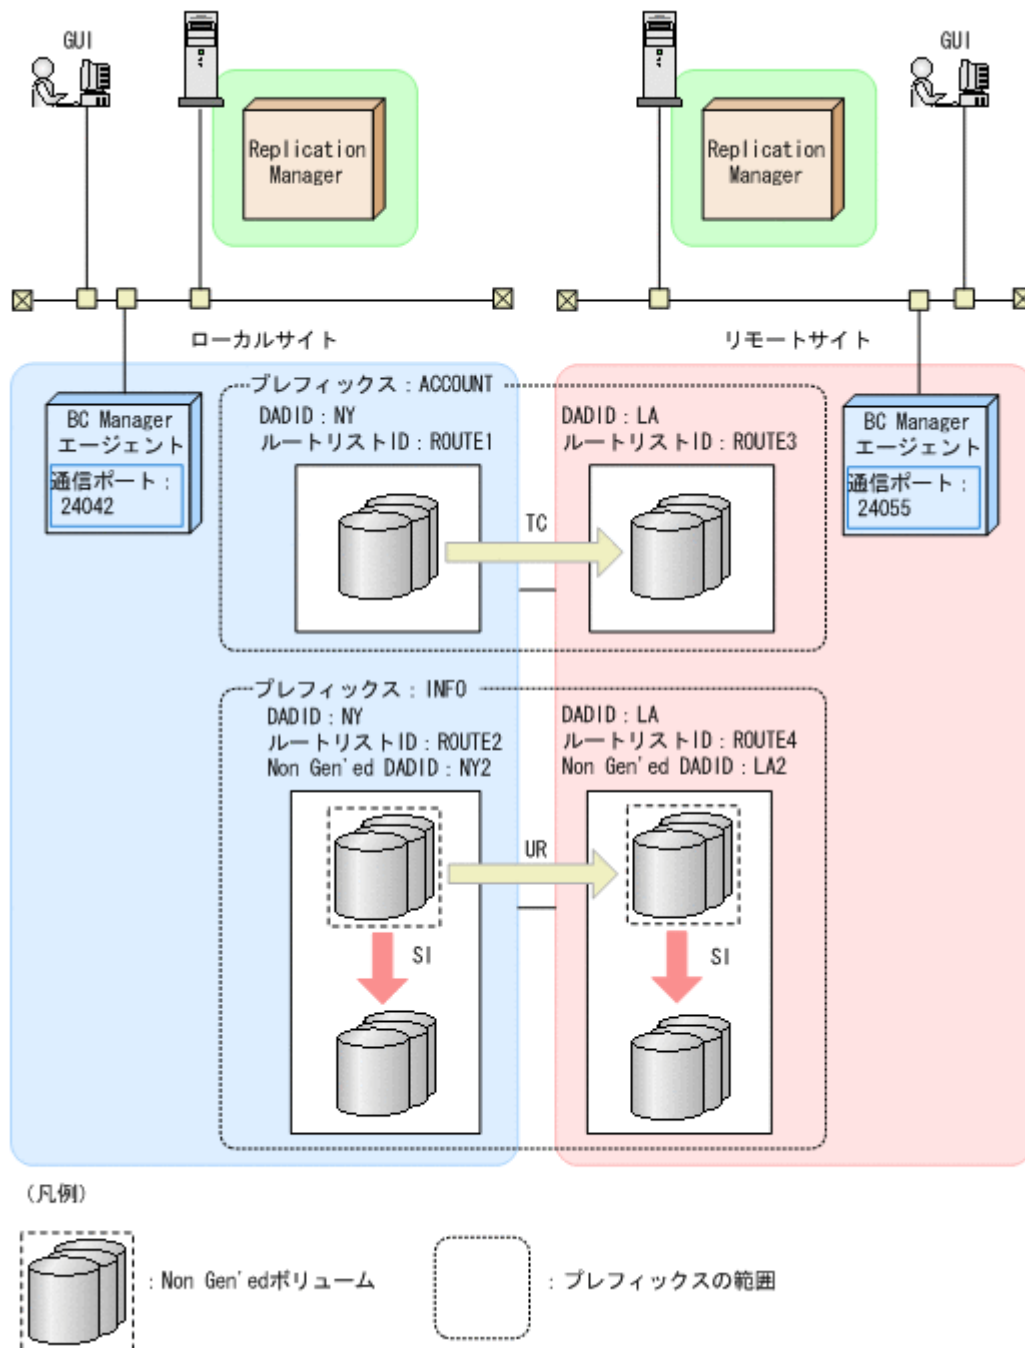 GUI
GUI
Replication
Manager
Replication
Manager
ローカルサイト
リモートサイト
プレフィックス：ACCOUNT
BC Manager
エージェント
通信ポート：
24042
DADID：NY
ルートリストID：ROUTE1
DADID：LA
ルートリストID：ROUTE3
BC Manager
エージェント
通信ポート：
24055
TC
プレフィックス：INFO
DADID：NY
ルートリストID：ROUTE2
Non Gen'ed DADID：NY2
DADID：LA
ルートリストID：ROUTE4
Non Gen'ed DADID：LA2
UR
SI
SI
(凡例)
：Non Gen'edボリューム
：プレフィックスの範囲